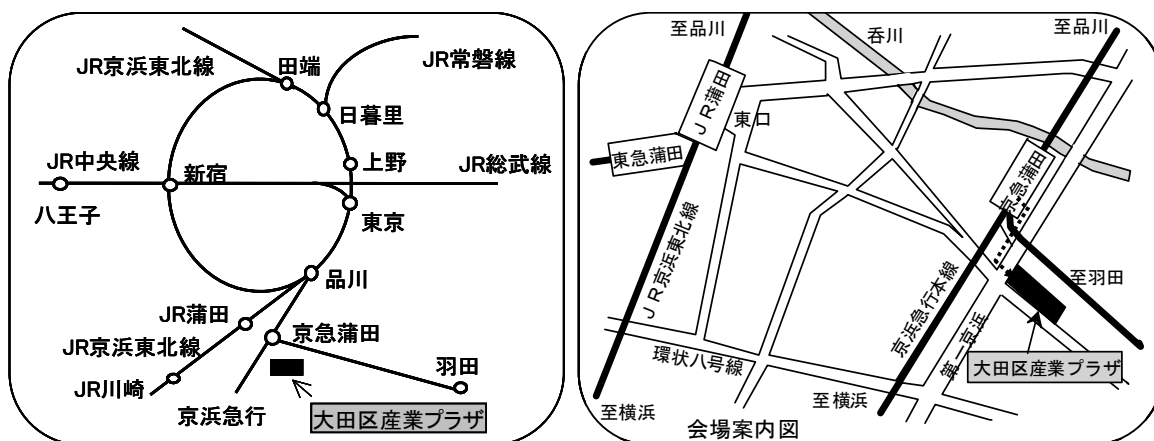 JR京浜東北線
田端
JR常磐線
日暮里
上野
JR中央線
新宿
JR総武線
八王子
東京
品川
JR蒲田
京急蒲田
JR京浜東北線
羽田
JR川崎
京浜急行
大田区産業プラザ
至品川
呑川
至品川
JR蒲田
東口
東急蒲田
京急蒲田
JR京浜東北線
至羽田
京浜急行本線
第一京浜
環状八号線
大田区産業プラザ
至横浜
至横浜
会場案内図